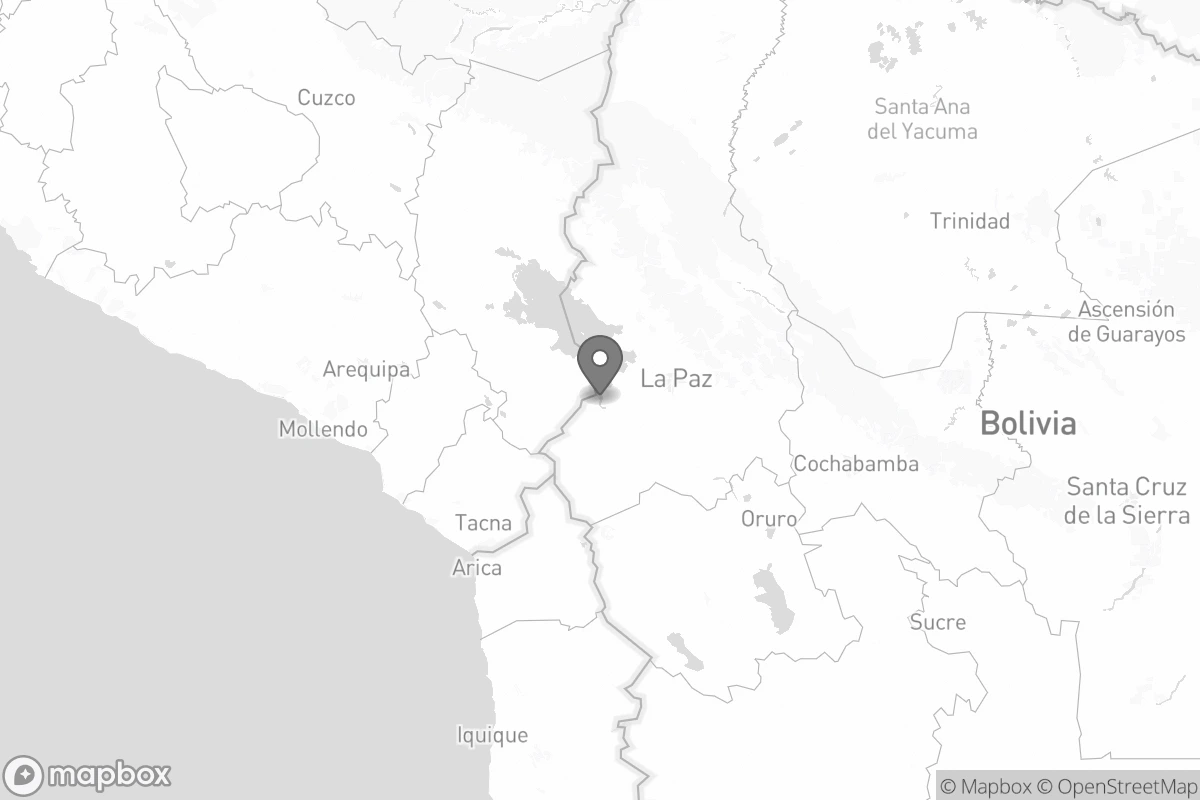 Cuzco
Santa Ana
del Yacuma
Trinidad
Ascensión
de Guarayos
Arequipa
La Paz
Mollendo
Bolivia
Cochabamba
Santa Cruz
de la Sierra
Tacna
Oruro
Arica
Sucre
Iquique
mapbox
© Mapbox © OpenStreetMap